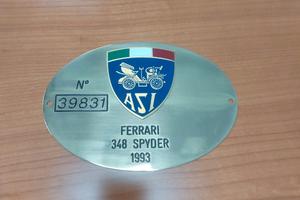 N°
39831
ASI
FERRARI
348 SPYDER
1993